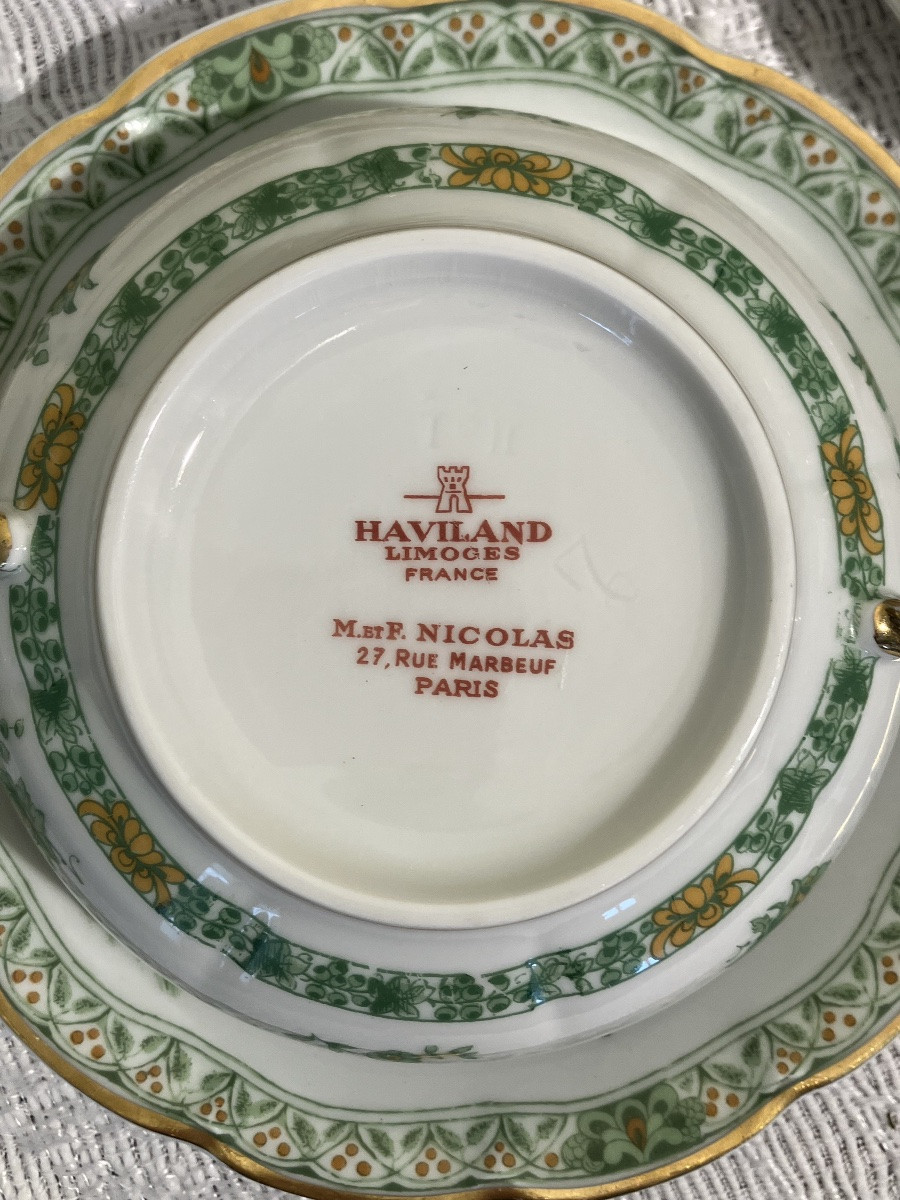 HAVILAND
LIMOGES
FRANCE
M. ET F. NICOLAS
27, RUE MARBEUF
PARIS